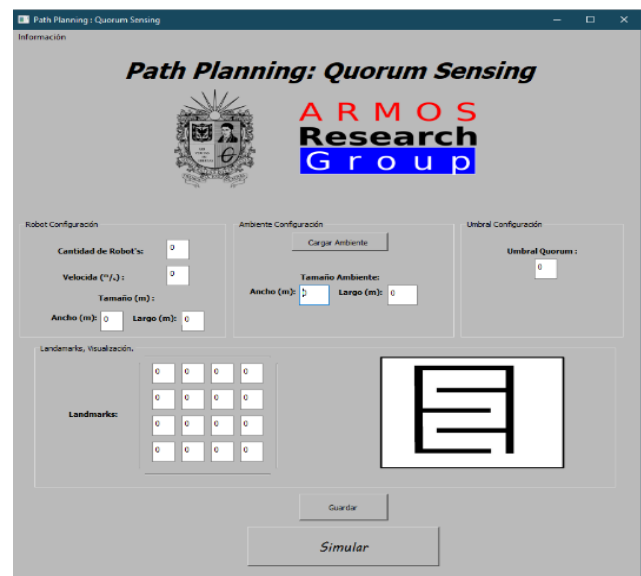 Path Planning : Quorum Sensing
Información
Path Planning: Quorum Sensing
ARMOS
Research
Group
Robot Configuración
Cantidad de Robot's: 0
Velocida (m/s) : 0
Tamaño (m) :
Ancho (m): 0 Largo (m): 0
Ambiente Configuración
Cargar Ambiente
Tamaño Ambiente:
Ancho (m): 0 Largo (m): 0
Umbral Configuración
Umbral Quorum :
0
Landamarks, Visualización.
Landmarks:
0 0 0 0
0 0 0 0
0 0 0 0
0 0 0 0
Guardar
Simular